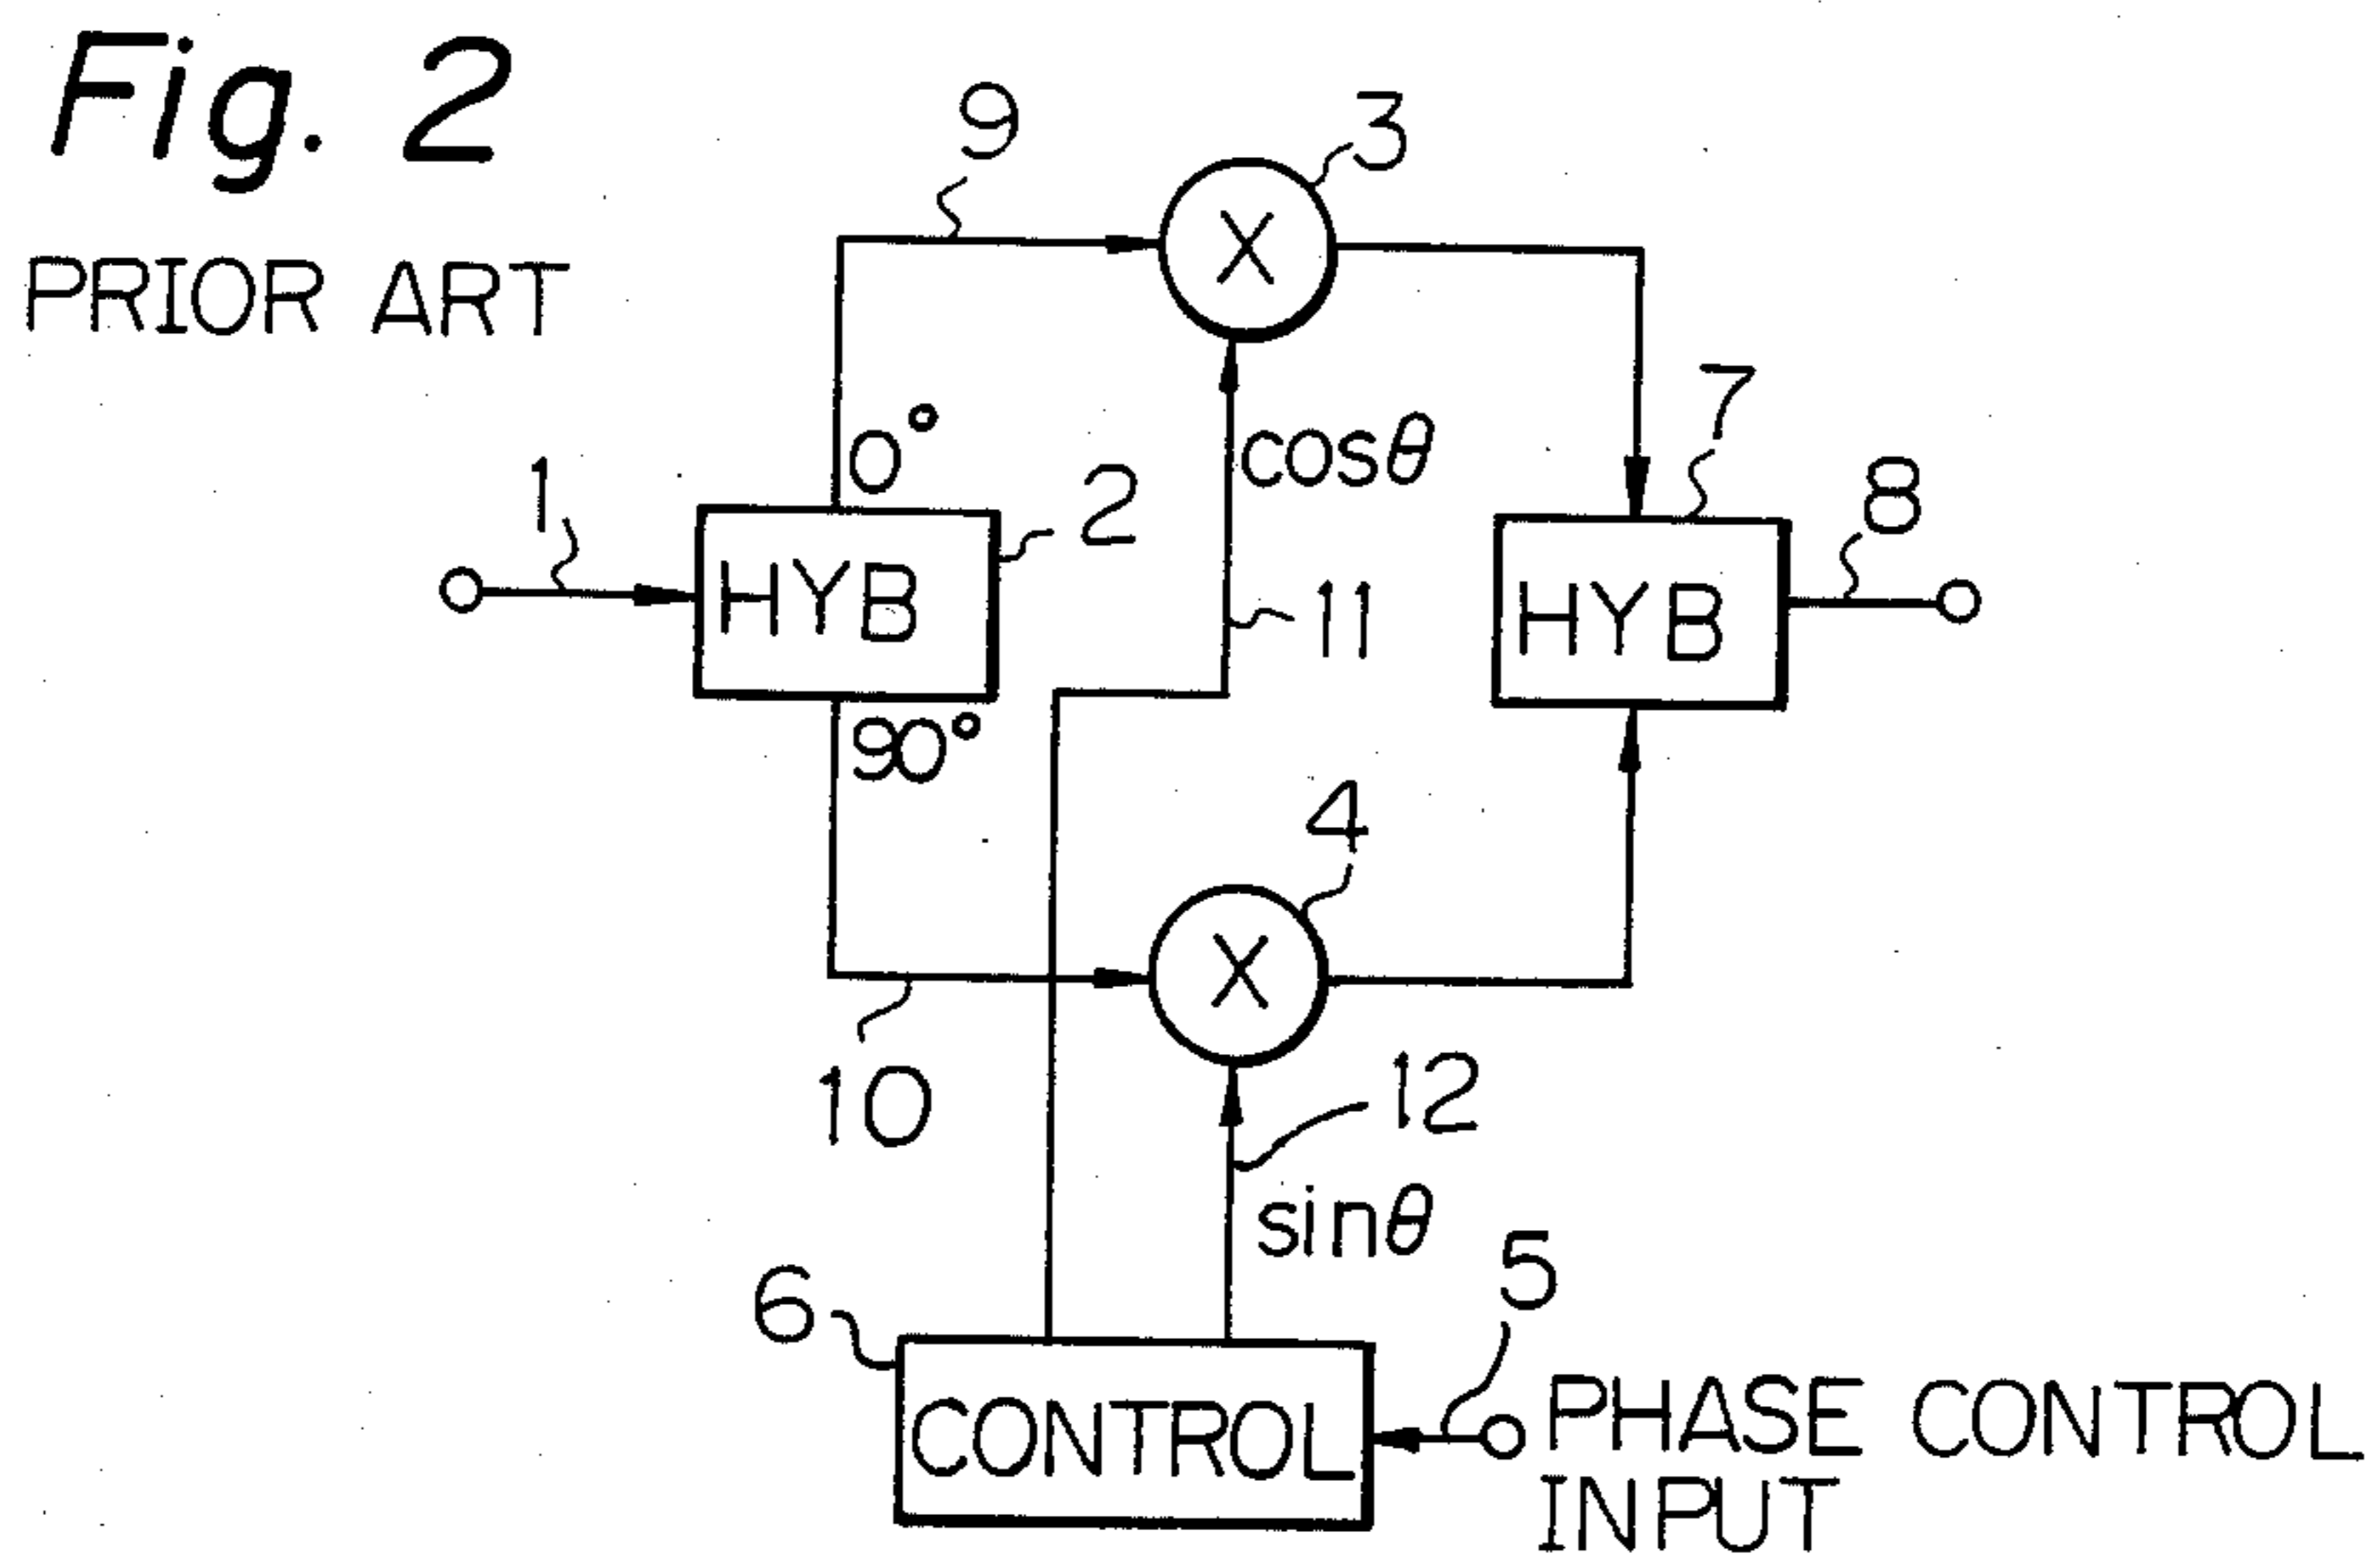 Fig. 2
PRIOR ART
9
3
0°
cosθ
7
1
2
8
HYB
11
HYB
90°
4
X
X
10
12
sinθ
6
5
CONTROL
PHASE CONTROL
INPUT